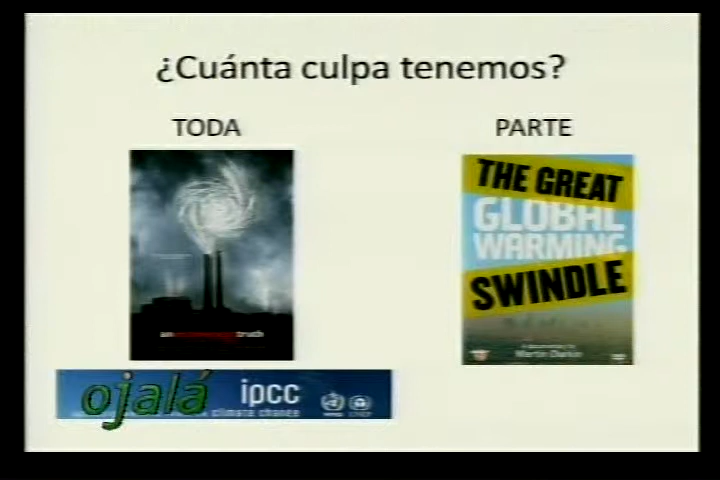 ¿Cuánta culpa tenemos?
TODA
PARTE
an inconvenient truth
THE GREAT
GLOBAL
WARMING
SWINDLE
Martin Durkin
ojalá
ipcc
climate change